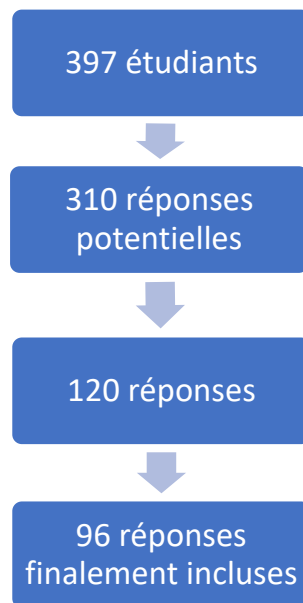 397 étudiants
310 réponses
potentielles
120 réponses
96 réponses
finalement incluses